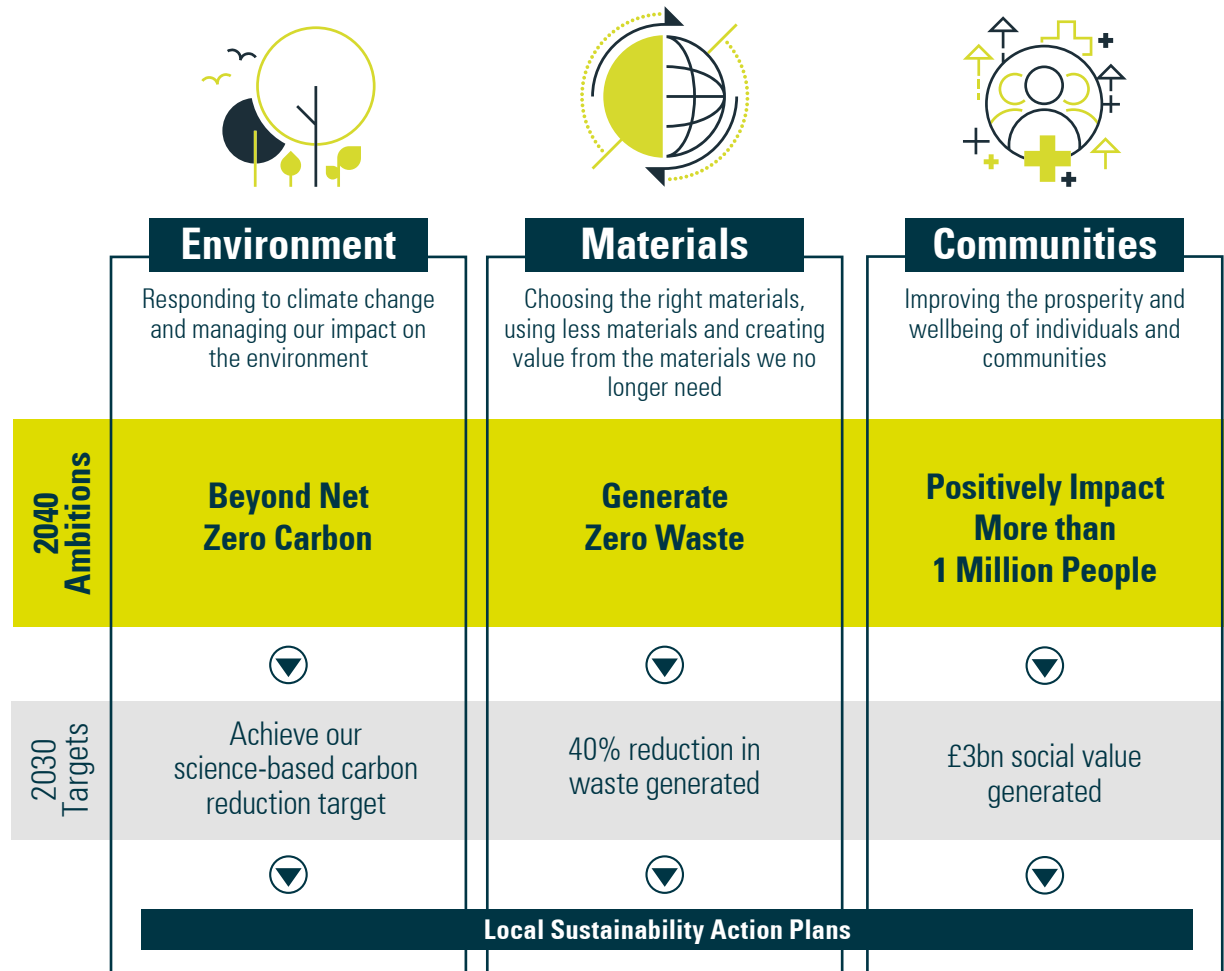 Environment
Responding to climate change
and managing our impact on
the environment
Materials
Choosing the right materials,
using less materials and creating
value from the materials we no
longer need
Communities
Improving the prosperity and
wellbeing of individuals and
communities
2040
Ambitions
Beyond Net
Zero Carbon
Generate
Zero Waste
Positively Impact
More than
1 Million People
2030
Targets
Achieve our
science-based carbon
reduction target
40% reduction in
waste generated
£3bn social value
generated
Local Sustainability Action Plans